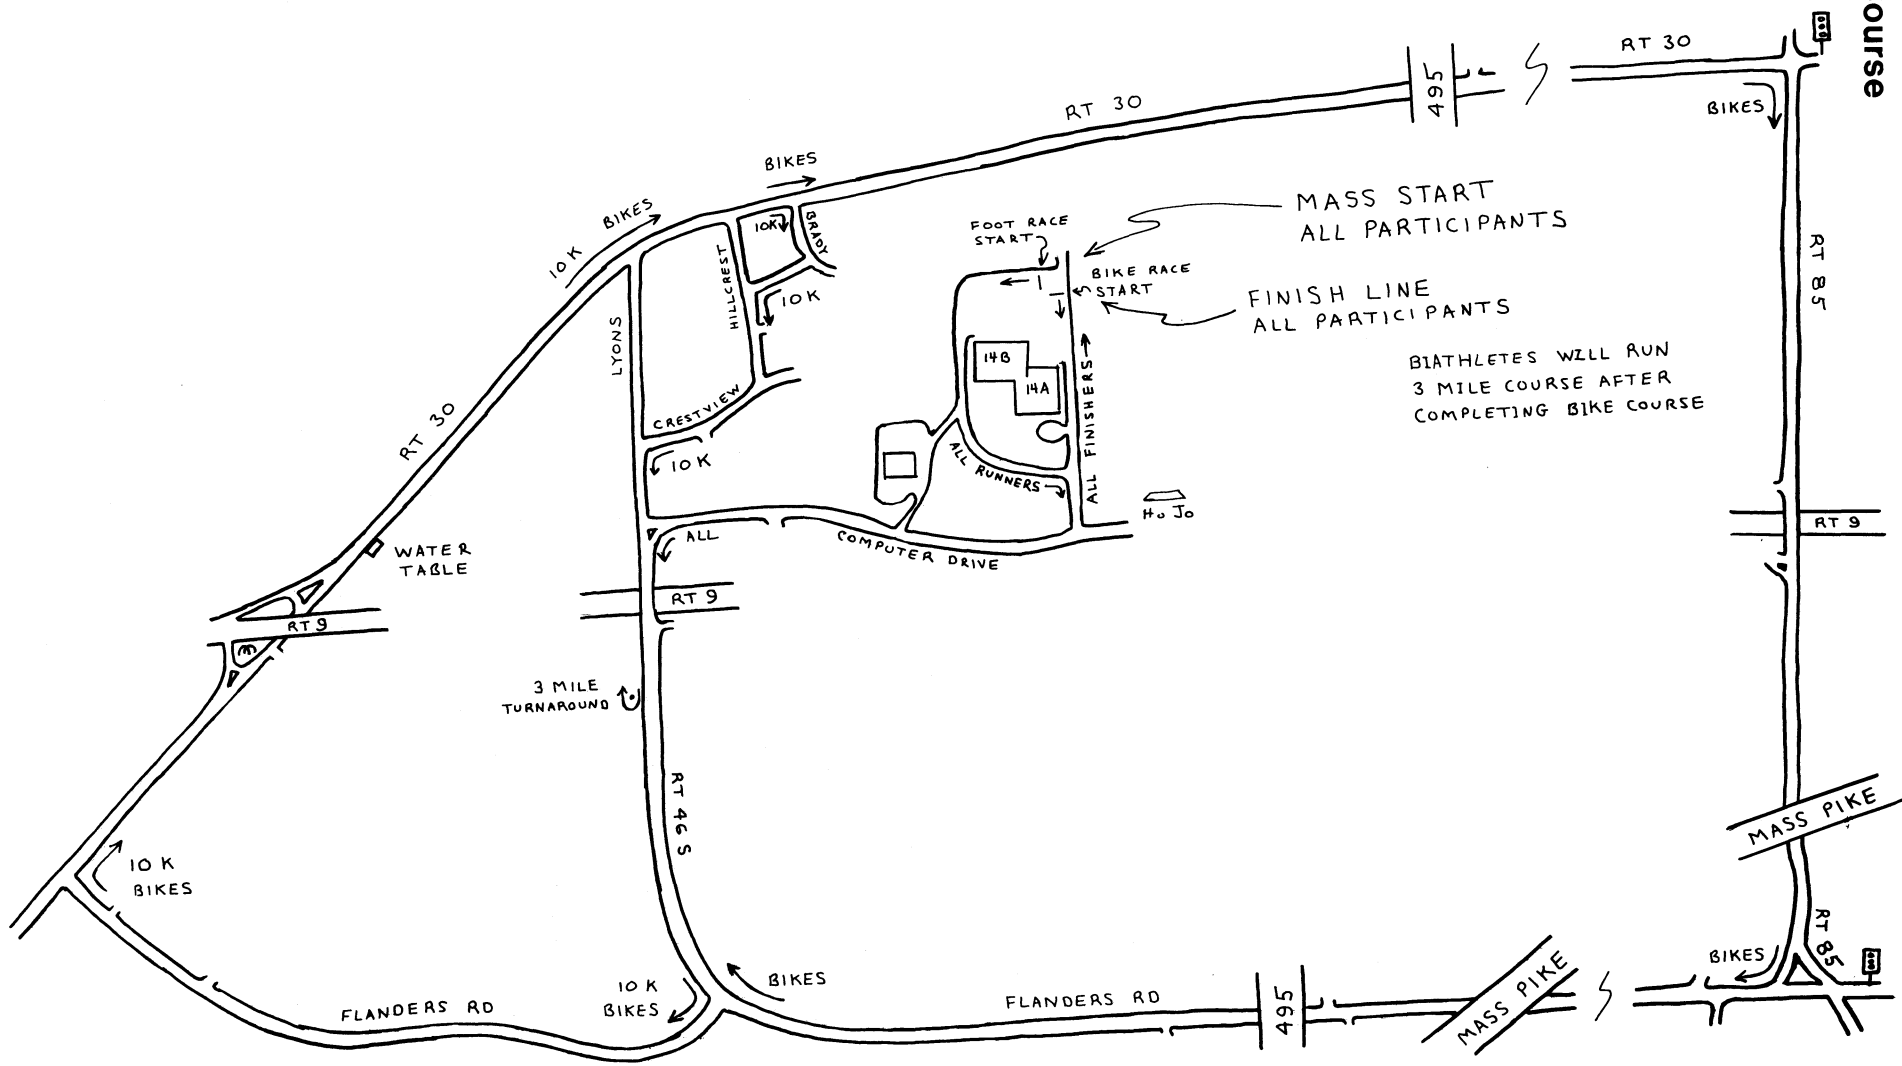 ourse
RT 30
495
BIKES
RT 30
BIKES
10 K BIKES
10K
BRADY
HILLCREST
10 K
LYONS
CRESTVIEW
10 K
FOOT RACE
START
MASS START
ALL PARTICIPANTS
BIKE RACE
START
FINISH LINE
ALL PARTICIPANTS
RT 85
BIATHLETES WILL RUN
3 MILE COURSE AFTER
COMPLETING BIKE COURSE
14B
14A
ALL FINISHERS
ALL RUNNERS
HoJo
COMPUTER DRIVE
ALL
RT 30
WATER
TABLE
RT 9
RT 9
RT 9
3 MILE
TURNAROUND
RT 46 S
MASS PIKE
10 K
BIKES
RT 85
BIKES
BIKES
10 K
BIKES
FLANDERS RD
FLANDERS RD
495
MASS PIKE